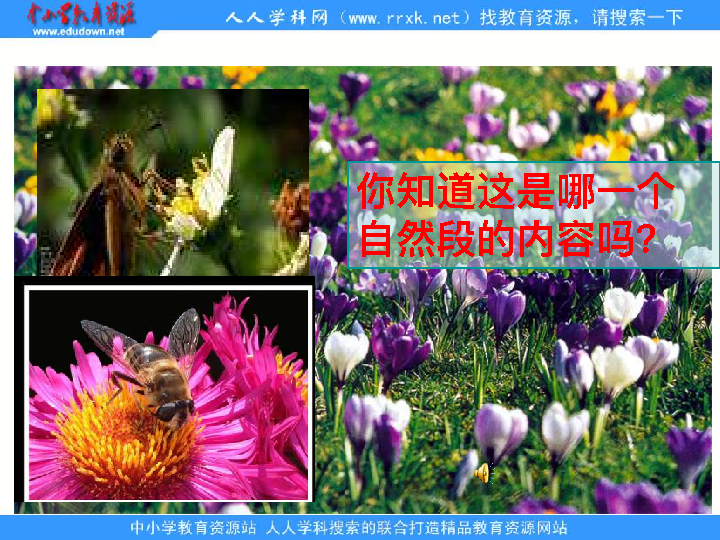 中小学教育资源
www.edudown.net
人人学科网（www.rrxk.net）找教育资源，请搜索一下
你知道这是哪一个
自然段的内容吗？
中小学教育资源站 人人学科搜索的联合打造精品教育资源网站